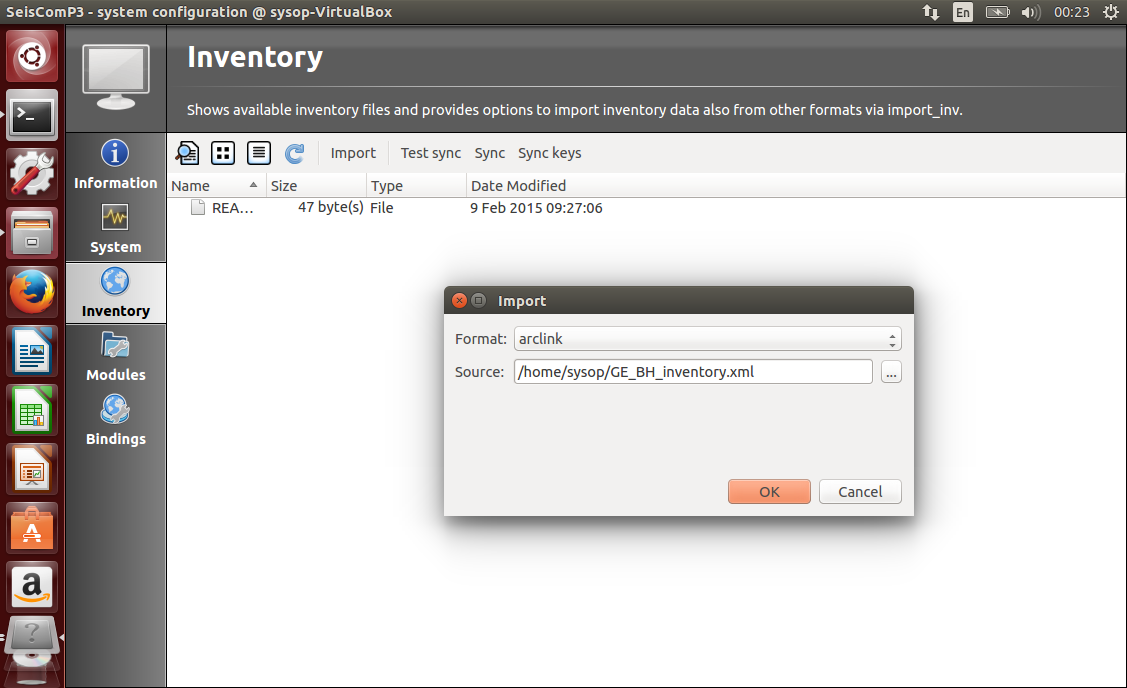 SeisComP3 - system configuration @ sysop-VirtualBox
En
00:23
Inventory
Shows available inventory files and provides options to import inventory data also from other formats via import_inv.
Information
System
Inventory
Modules
Bindings
Import
Test sync
Sync
Sync keys
Name
Size
Type
Date Modified
REA...
47 byte(s)
File
9 Feb 2015 09:27:06
Import
Format:
arclink
Source:
/home/sysop/GE_BH_inventory.xml
...
OK
Cancel